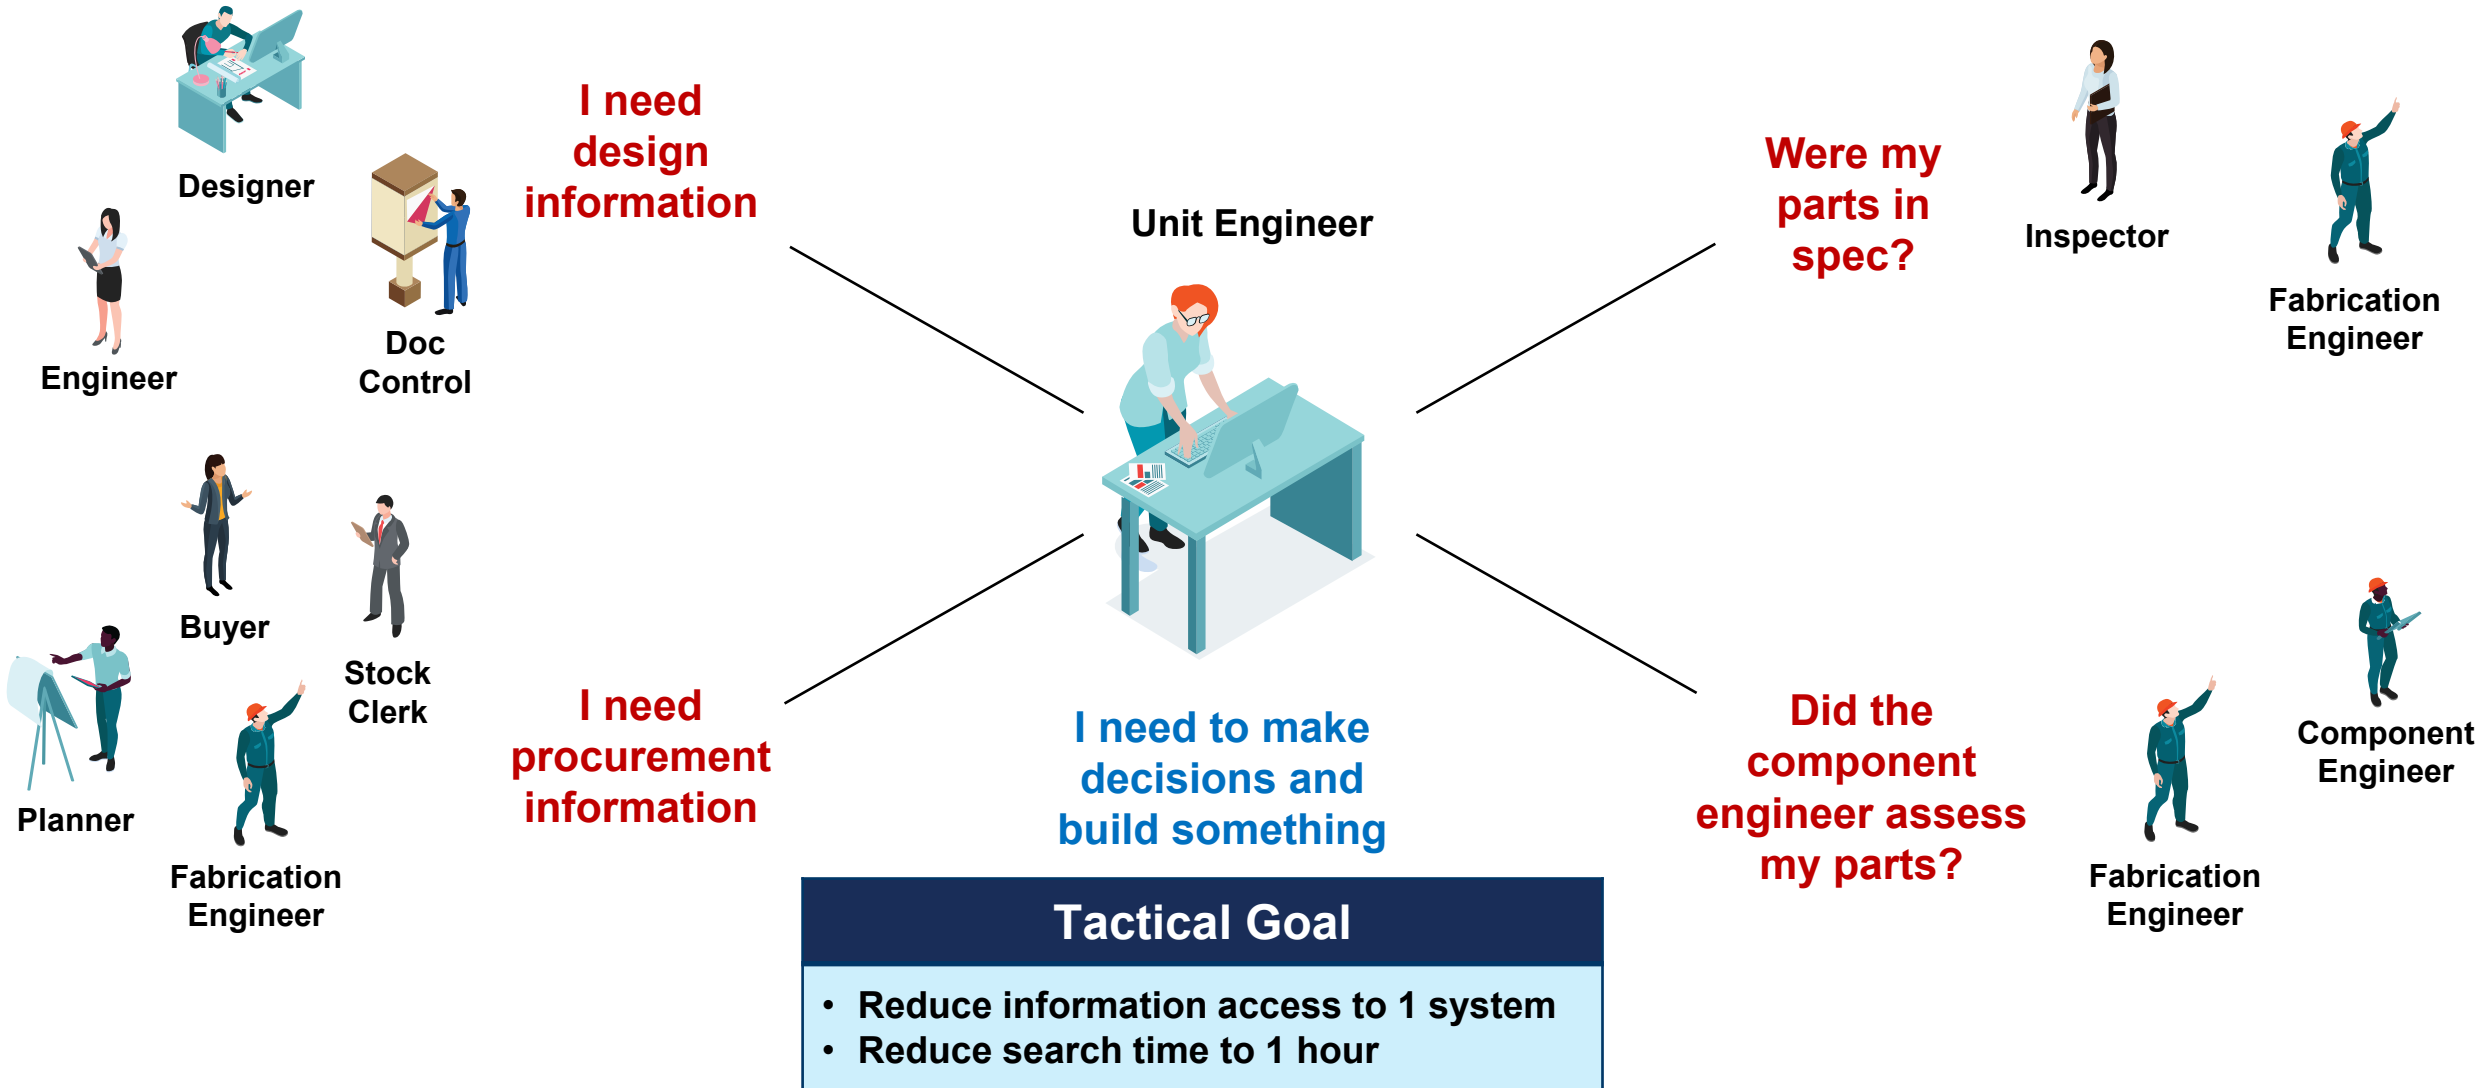 I need
design
information
Designer
Engineer
Doc
Control
Unit Engineer
Were my
parts in
spec?
Inspector
Fabrication
Engineer
Buyer
Stock
Clerk
Planner
Fabrication
Engineer
I need
procurement
information
I need to make
decisions and
build something
Did the
component
engineer assess
my parts?
Component
Engineer
Fabrication
Engineer
Tactical Goal
• Reduce information access to 1 system
• Reduce search time to 1 hour